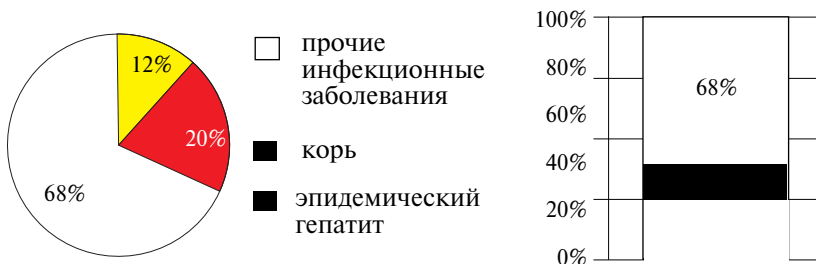 12%
20%
68%
прочие
инфекционные
заболевания
корь
эпидемический
гепатит
100%
80%
60%
40%
20%
0%
68%